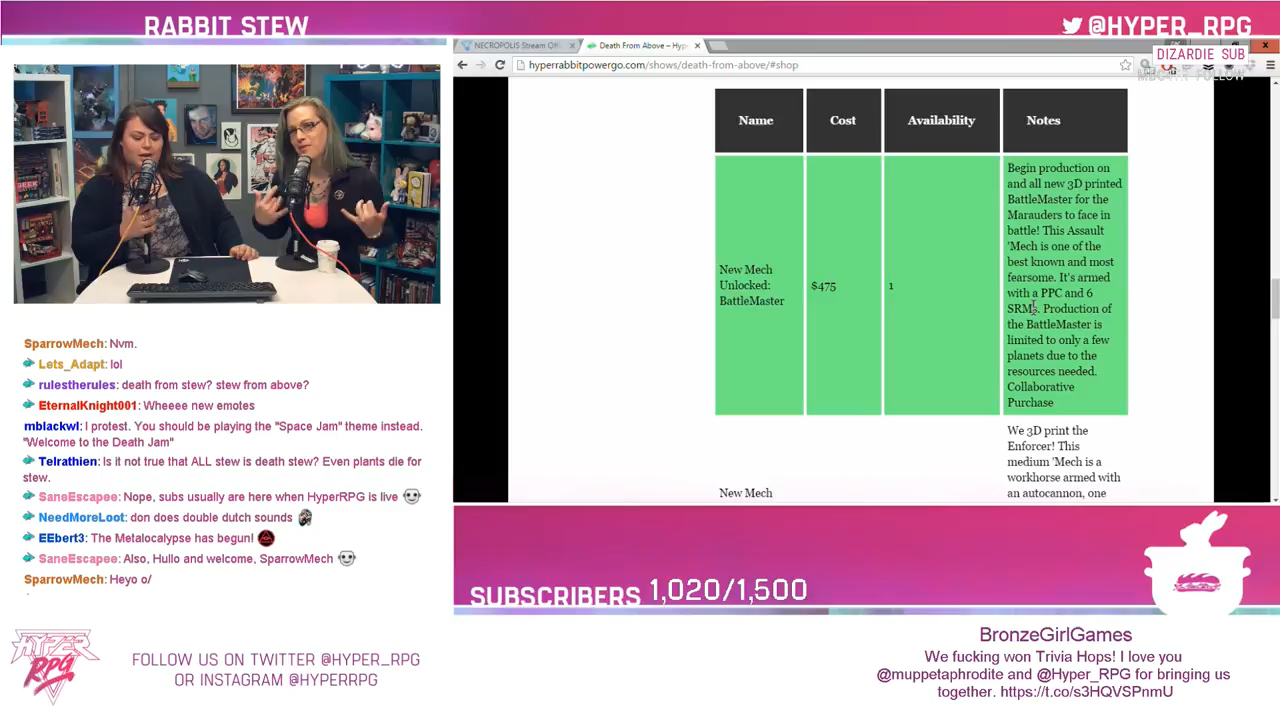 RABBIT STEW
@HYPER_RPG
NECROPOLIS Stream Off
Death From Above – Hyp
DIZARDIE SUB
FOLLOW
hyperrabbitpowergo.com/shows/death-from-above/#shop
Name
Cost
Availability
Notes
New Mech
Unlocked:
BattleMaster
$475
1
Begin production on
and all new 3D printed
BattleMaster for the
Marauders to face in
battle! This Assault
'Mech is one of the
best known and most
fearsome. It's armed
with a PPC and 6
SRMs. Production of
the BattleMaster is
limited to only a few
planets due to the
resources needed.
Collaborative
Purchase
New Mech
We 3D print the
Enforcer! This
medium 'Mech is a
workhorse armed with
an autocannon, one
GEEK
SparrowMech: Nvm.
Lets_Adapt: lol
rulestherules: death from stew? stew from above?
EternalKnight001: Wheeee new emotes
mblackwl: I protest. You should be playing the "Space Jam" theme instead.
"Welcome to the Death Jam"
Telrathien: Is it not true that ALL stew is death stew? Even plants die for
stew.
SaneEscapee: Nope, subs usually are here when HyperRPG is live
NeedMoreLoot: don does double dutch sounds
EEbert3: The Metalocalypse has begun!
SaneEscapee: Also, Hullo and welcome, SparrowMech
SparrowMech: Heyo o/
SUBSCRIBERS 1,020/1,500
HYPER
RPG
FOLLOW US ON TWITTER @HYPER_RPG
OR INSTAGRAM @HYPERRPG
BronzeGirlGames
We fucking won Trivia Hops! I love you
@muppetaphrodite and @Hyper_RPG for bringing us
together. https://t.co/s3HQVSPnmU